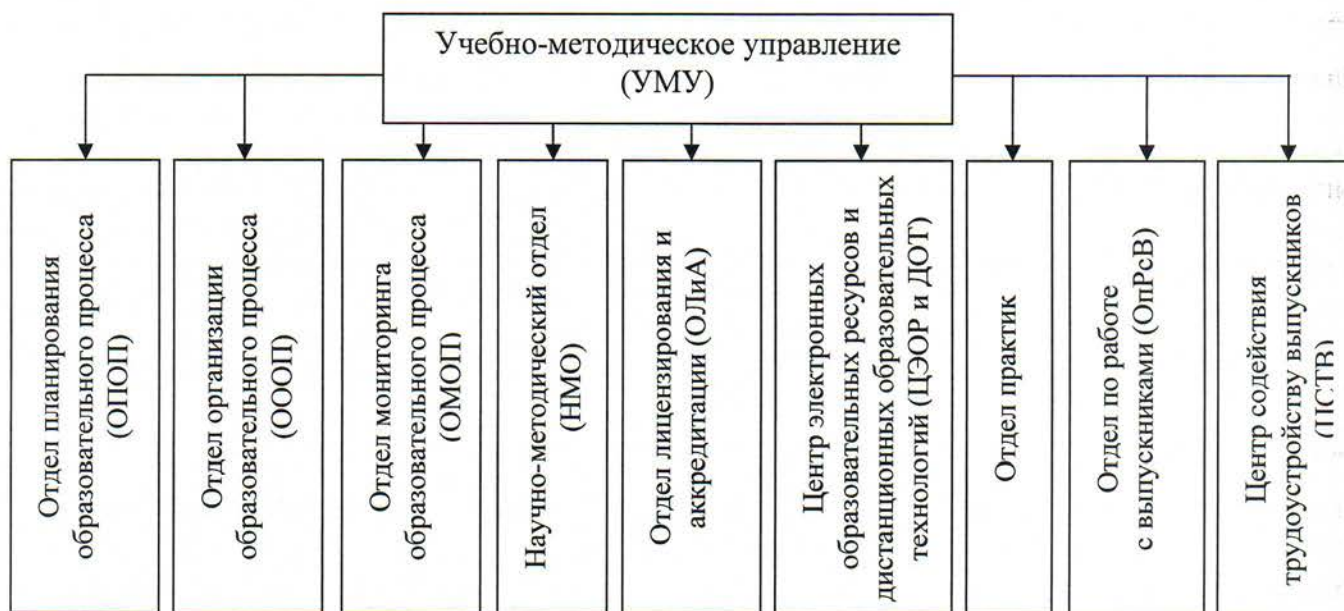 Учебно-методическое управление
(УМУ)
Отдел планирования
образовательного процесса
(ОПОП)
Отдел организации
образовательного процесса
(ОООП)
Отдел мониторинга
образовательного процесса
(ОМОП)
Научно-методический отдел
(НМО)
Отдел лицензирования и
аккредитации (ОЛиА)
Центр электронных
образовательных ресурсов и
дистанционных образовательных
технологий (ЦЭОР и ДОТ)
Отдел практик
Отдел по работе
с выпускниками (ОпРсВ)
Центр содействия
трудоустройству выпускников
(ЦСТВ)